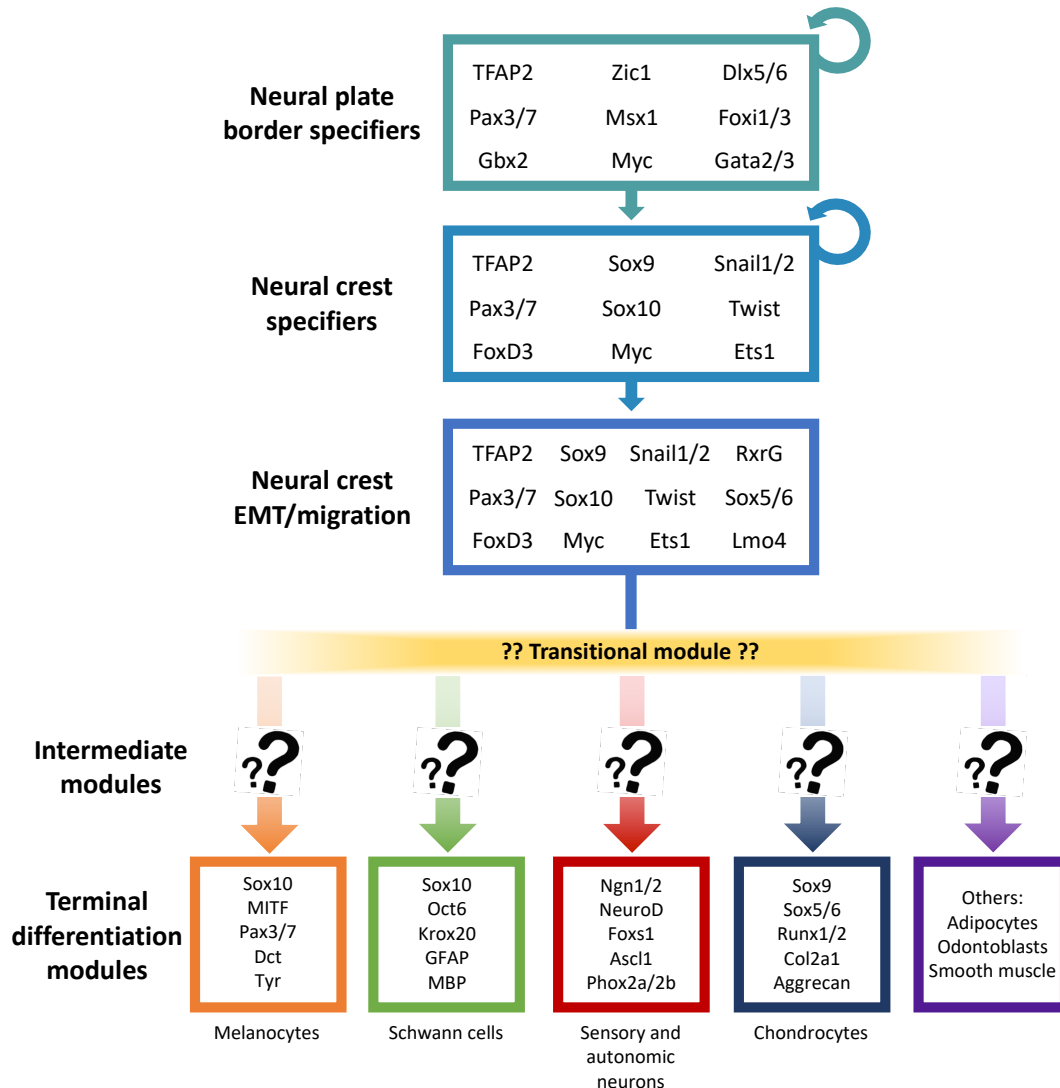 Neural plate
border specifiers
TFAP2 Zic1 Dlx5/6
Pax3/7 Msx1 Foxi1/3
Gbx2 Myc Gata2/3
Neural crest
specifiers
TFAP2 Sox9 Snail1/2
Pax3/7 Sox10 Twist
FoxD3 Myc Ets1
Neural crest
EMT/migration
TFAP2 Sox9 Snail1/2 RxrG
Pax3/7 Sox10 Twist Sox5/6
FoxD3 Myc Ets1 Lmo4
?? Transitional module ??
Intermediate
modules
?? ?? ?? ?? ??
Terminal
differentiation
modules
Sox10
MITF
Pax3/7
Dct
Tyr
Melanocytes
Sox10
Oct6
Krox20
GFAP
MBP
Schwann cells
Ngn1/2
NeuroD
Foxs1
Ascl1
Phox2a/2b
Sensory and
autonomic
neurons
Sox9
Sox5/6
Runx1/2
Col2a1
Aggrecan
Chondrocytes
Others:
Adipocytes
Odontoblasts
Smooth muscle